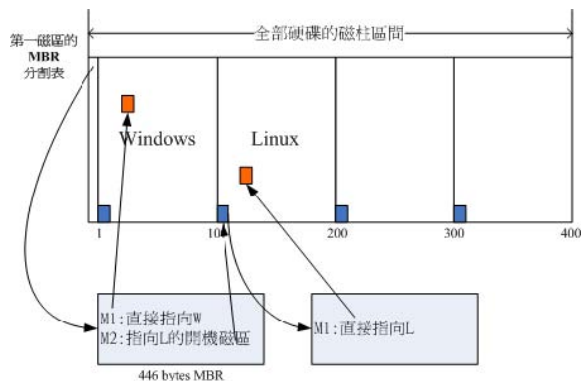 第一磁區的
MBR
分割表
全部硬碟的磁柱區間
Windows
Linux
1
100
200
300
400
M1:直接指向W
M2:指向L的開機磁區
M1:直接指向L
446 bytes MBR